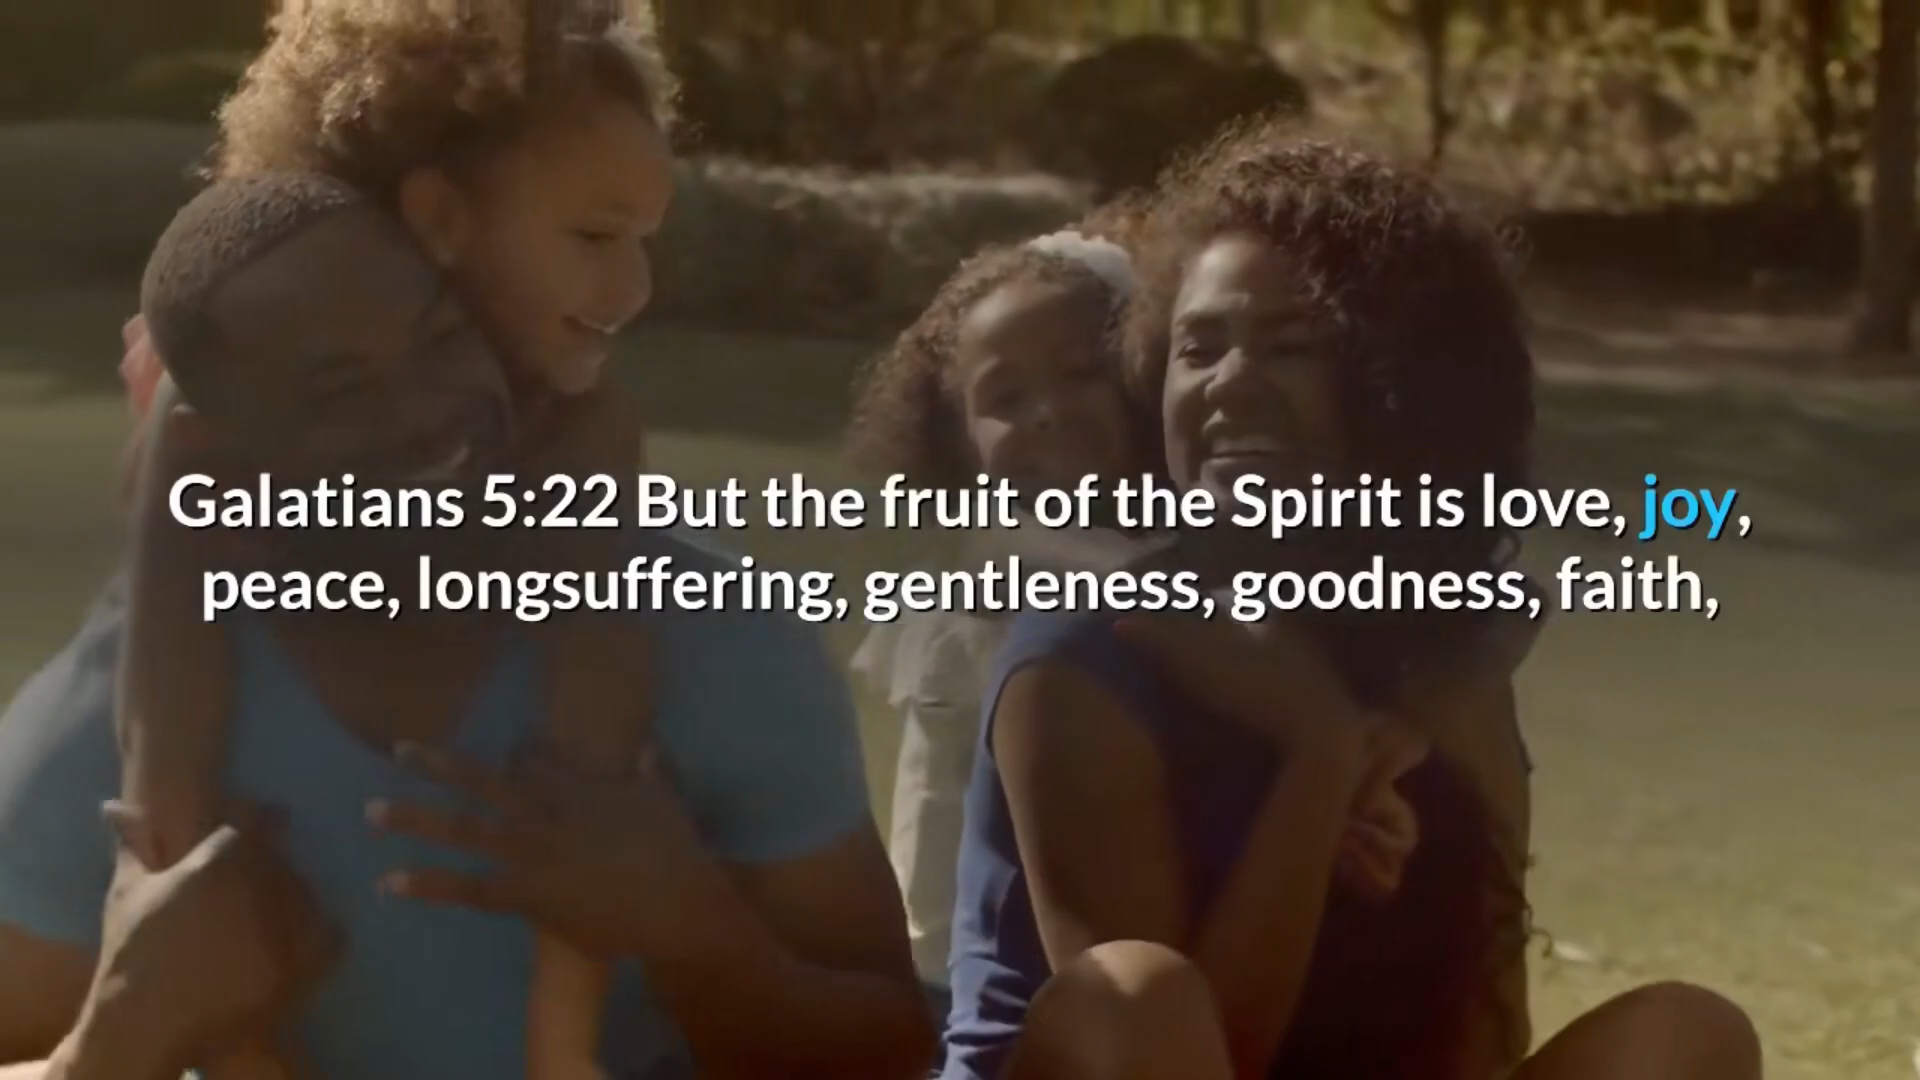 Galatians 5:22 But the fruit of the Spirit is love, joy,
peace, longsuffering, gentleness, goodness, faith,